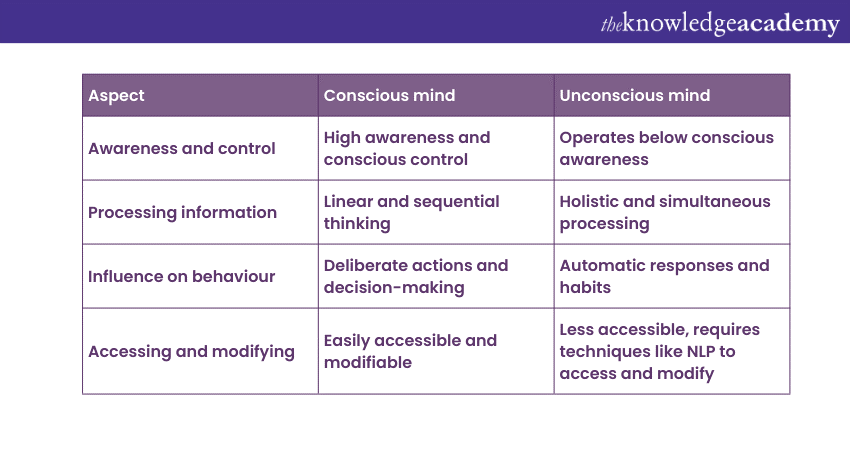 theknowledgeacademy
Aspect
Conscious mind
Unconscious mind
Awareness and control
High awareness and
conscious control
Operates below conscious
awareness
Processing information
Linear and sequential
thinking
Holistic and simultaneous
processing
Influence on behaviour
Deliberate actions and
decision-making
Automatic responses and
habits
Accessing and modifying
Easily accessible and
modifiable
Less accessible, requires
techniques like NLP to
access and modify